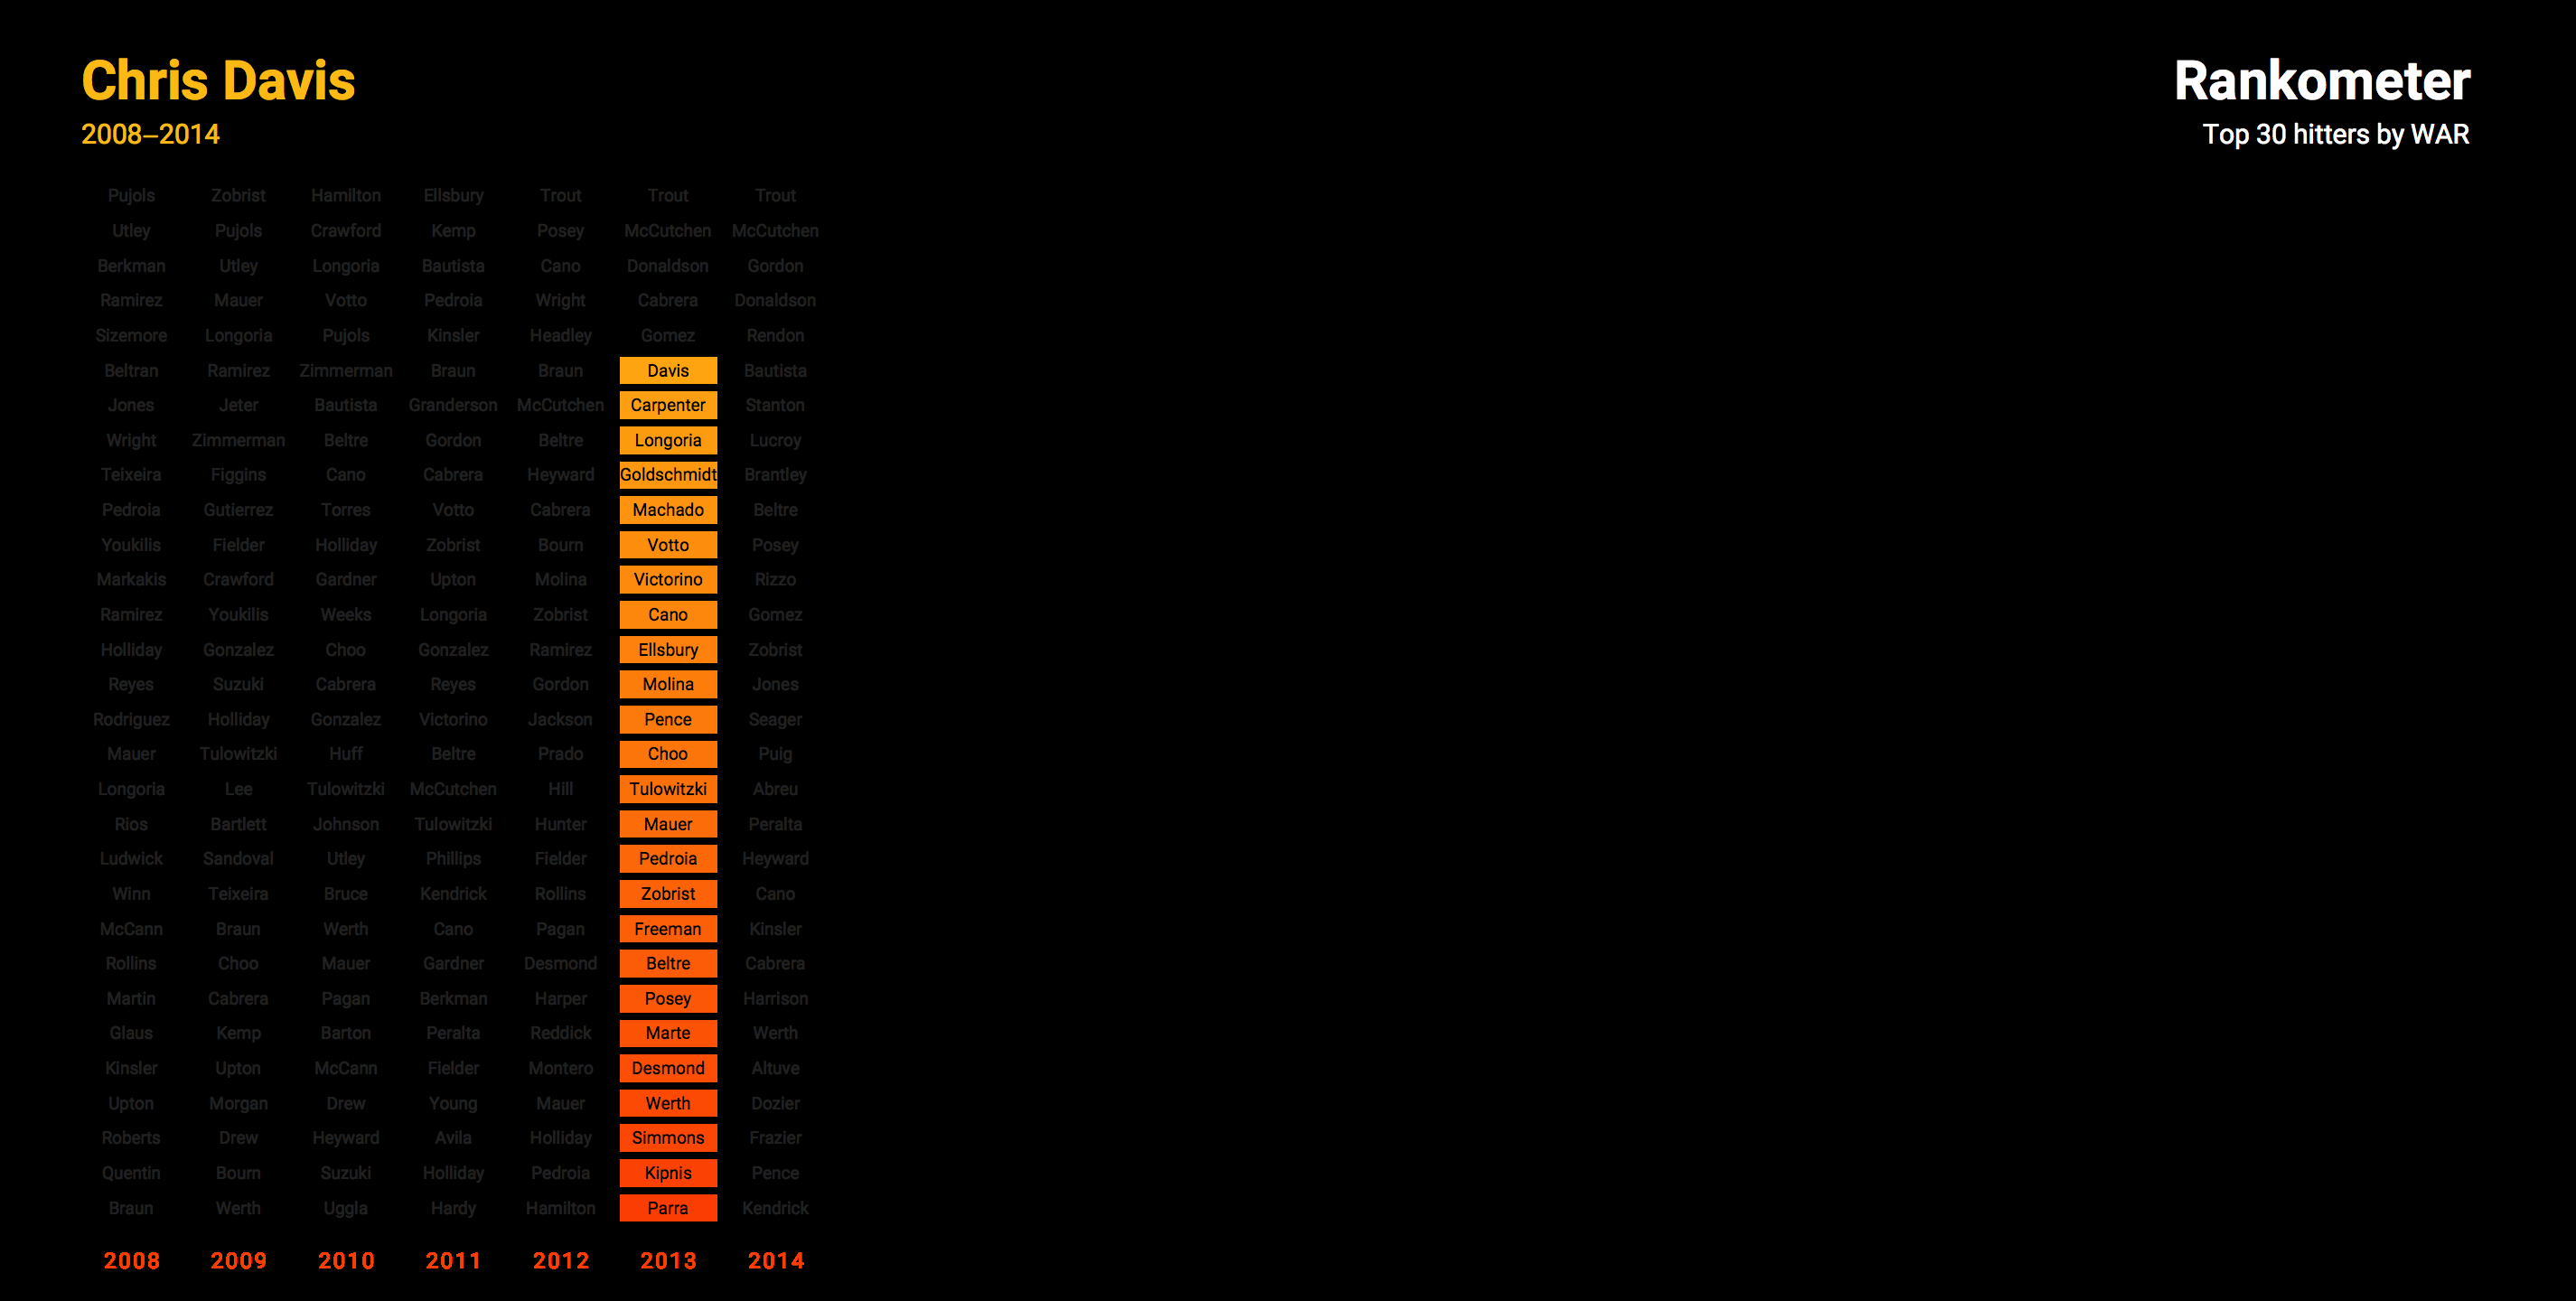 Chris Davis
2008–2014
Rankometer
Top 30 hitters by WAR
Pujols Zobrist Hamilton Ellsbury Trout Trout Trout
Utley Pujols Crawford Kemp Posey McCutchen McCutchen
Berkman Utley Longoria Bautista Cano Donaldson Gordon
Ramirez Mauer Votto Pedroia Wright Cabrera Donaldson
Sizemore Longoria Pujols Kinsler Headley Gomez Rendon
Beltran Ramirez Zimmerman Braun Braun Davis Bautista
Jones Jeter Bautista Granderson McCutchen Carpenter Stanton
Wright Zimmerman Beltre Gordon Beltre Longoria Lucroy
Teixeira Figgins Cano Cabrera Heyward Goldschmidt Brantley
Pedroia Gutierrez Torres Votto Cabrera Machado Beltre
Youkilis Fielder Holliday Zobrist Bourn Votto Posey
Markakis Crawford Gardner Upton Molina Victorino Rizzo
Ramirez Youkilis Weeks Longoria Zobrist Cano Gomez
Holliday Gonzalez Choo Gonzalez Ramirez Ellsbury Zobrist
Reyes Suzuki Cabrera Reyes Gordon Molina Jones
Rodriguez Holliday Gonzalez Victorino Jackson Pence Seager
Mauer Tulowitzki Huff Beltre Prado Choo Puig
Longoria Lee Tulowitzki McCutchen Hill Tulowitzki Abreu
Rios Bartlett Johnson Tulowitzki Hunter Mauer Peralta
Ludwick Sandoval Utley Phillips Fielder Pedroia Heyward
Winn Teixeira Bruce Kendrick Rollins Zobrist Cano
McCann Braun Werth Cano Pagan Freeman Kinsler
Rollins Choo Mauer Gardner Desmond Beltre Cabrera
Martin Cabrera Pagan Berkman Harper Posey Harrison
Glaus Kemp Barton Peralta Reddick Marte Werth
Kinsler Upton McCann Fielder Montero Desmond Altuve
Upton Morgan Drew Young Mauer Werth Dozier
Roberts Drew Heyward Avila Holliday Simmons Frazier
Quentin Bourn Suzuki Holliday Pedroia Kipnis Pence
Braun Werth Uggla Hardy Hamilton Parra Kendrick
2008 2009 2010 2011 2012 2013 2014